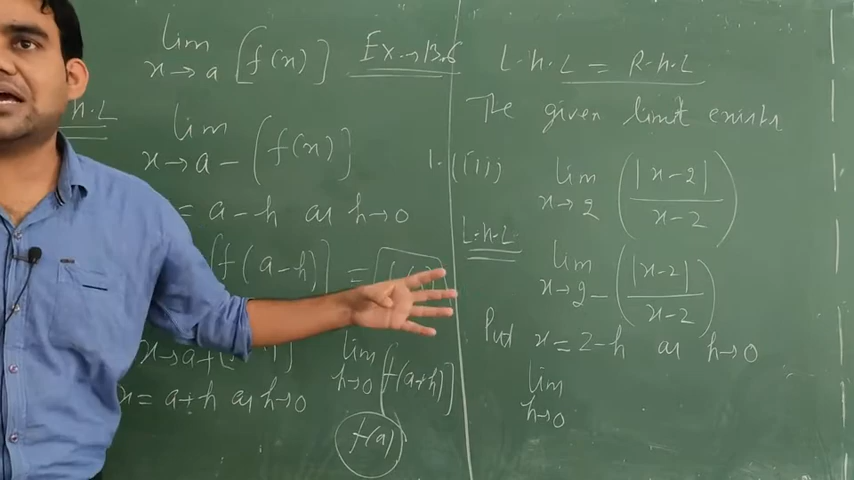 lim x→a [f(x)] Ex→13.6
h.L
lim x→a- (f(x)]
= a-h as h→0
[f(a-h)] =
x→a+
lim h→0 f(a+h)]
x = a+h as h→0
f(a)
L.h.L = R.h.L
The given limit exists
1. (iii) lim x→2 (|x-2| / x-2)
L.h.L
lim x→2- (|x-2| / x-2)
Put x=2-h as h→0
lim h→0